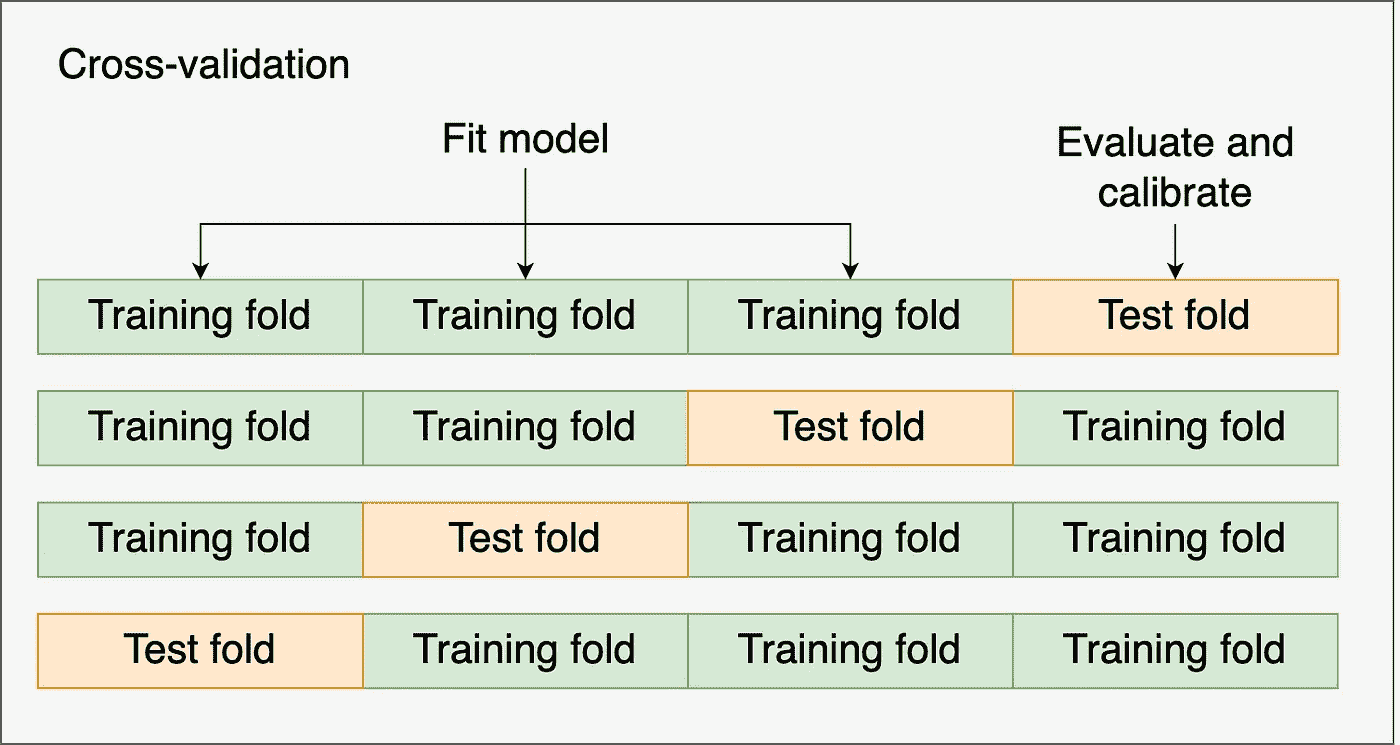 Cross-validation
Fit model
Evaluate and
calibrate
Training fold Training fold Training fold Test fold
Training fold Training fold Test fold Training fold
Training fold Test fold Training fold Training fold
Test fold Training fold Training fold Training fold